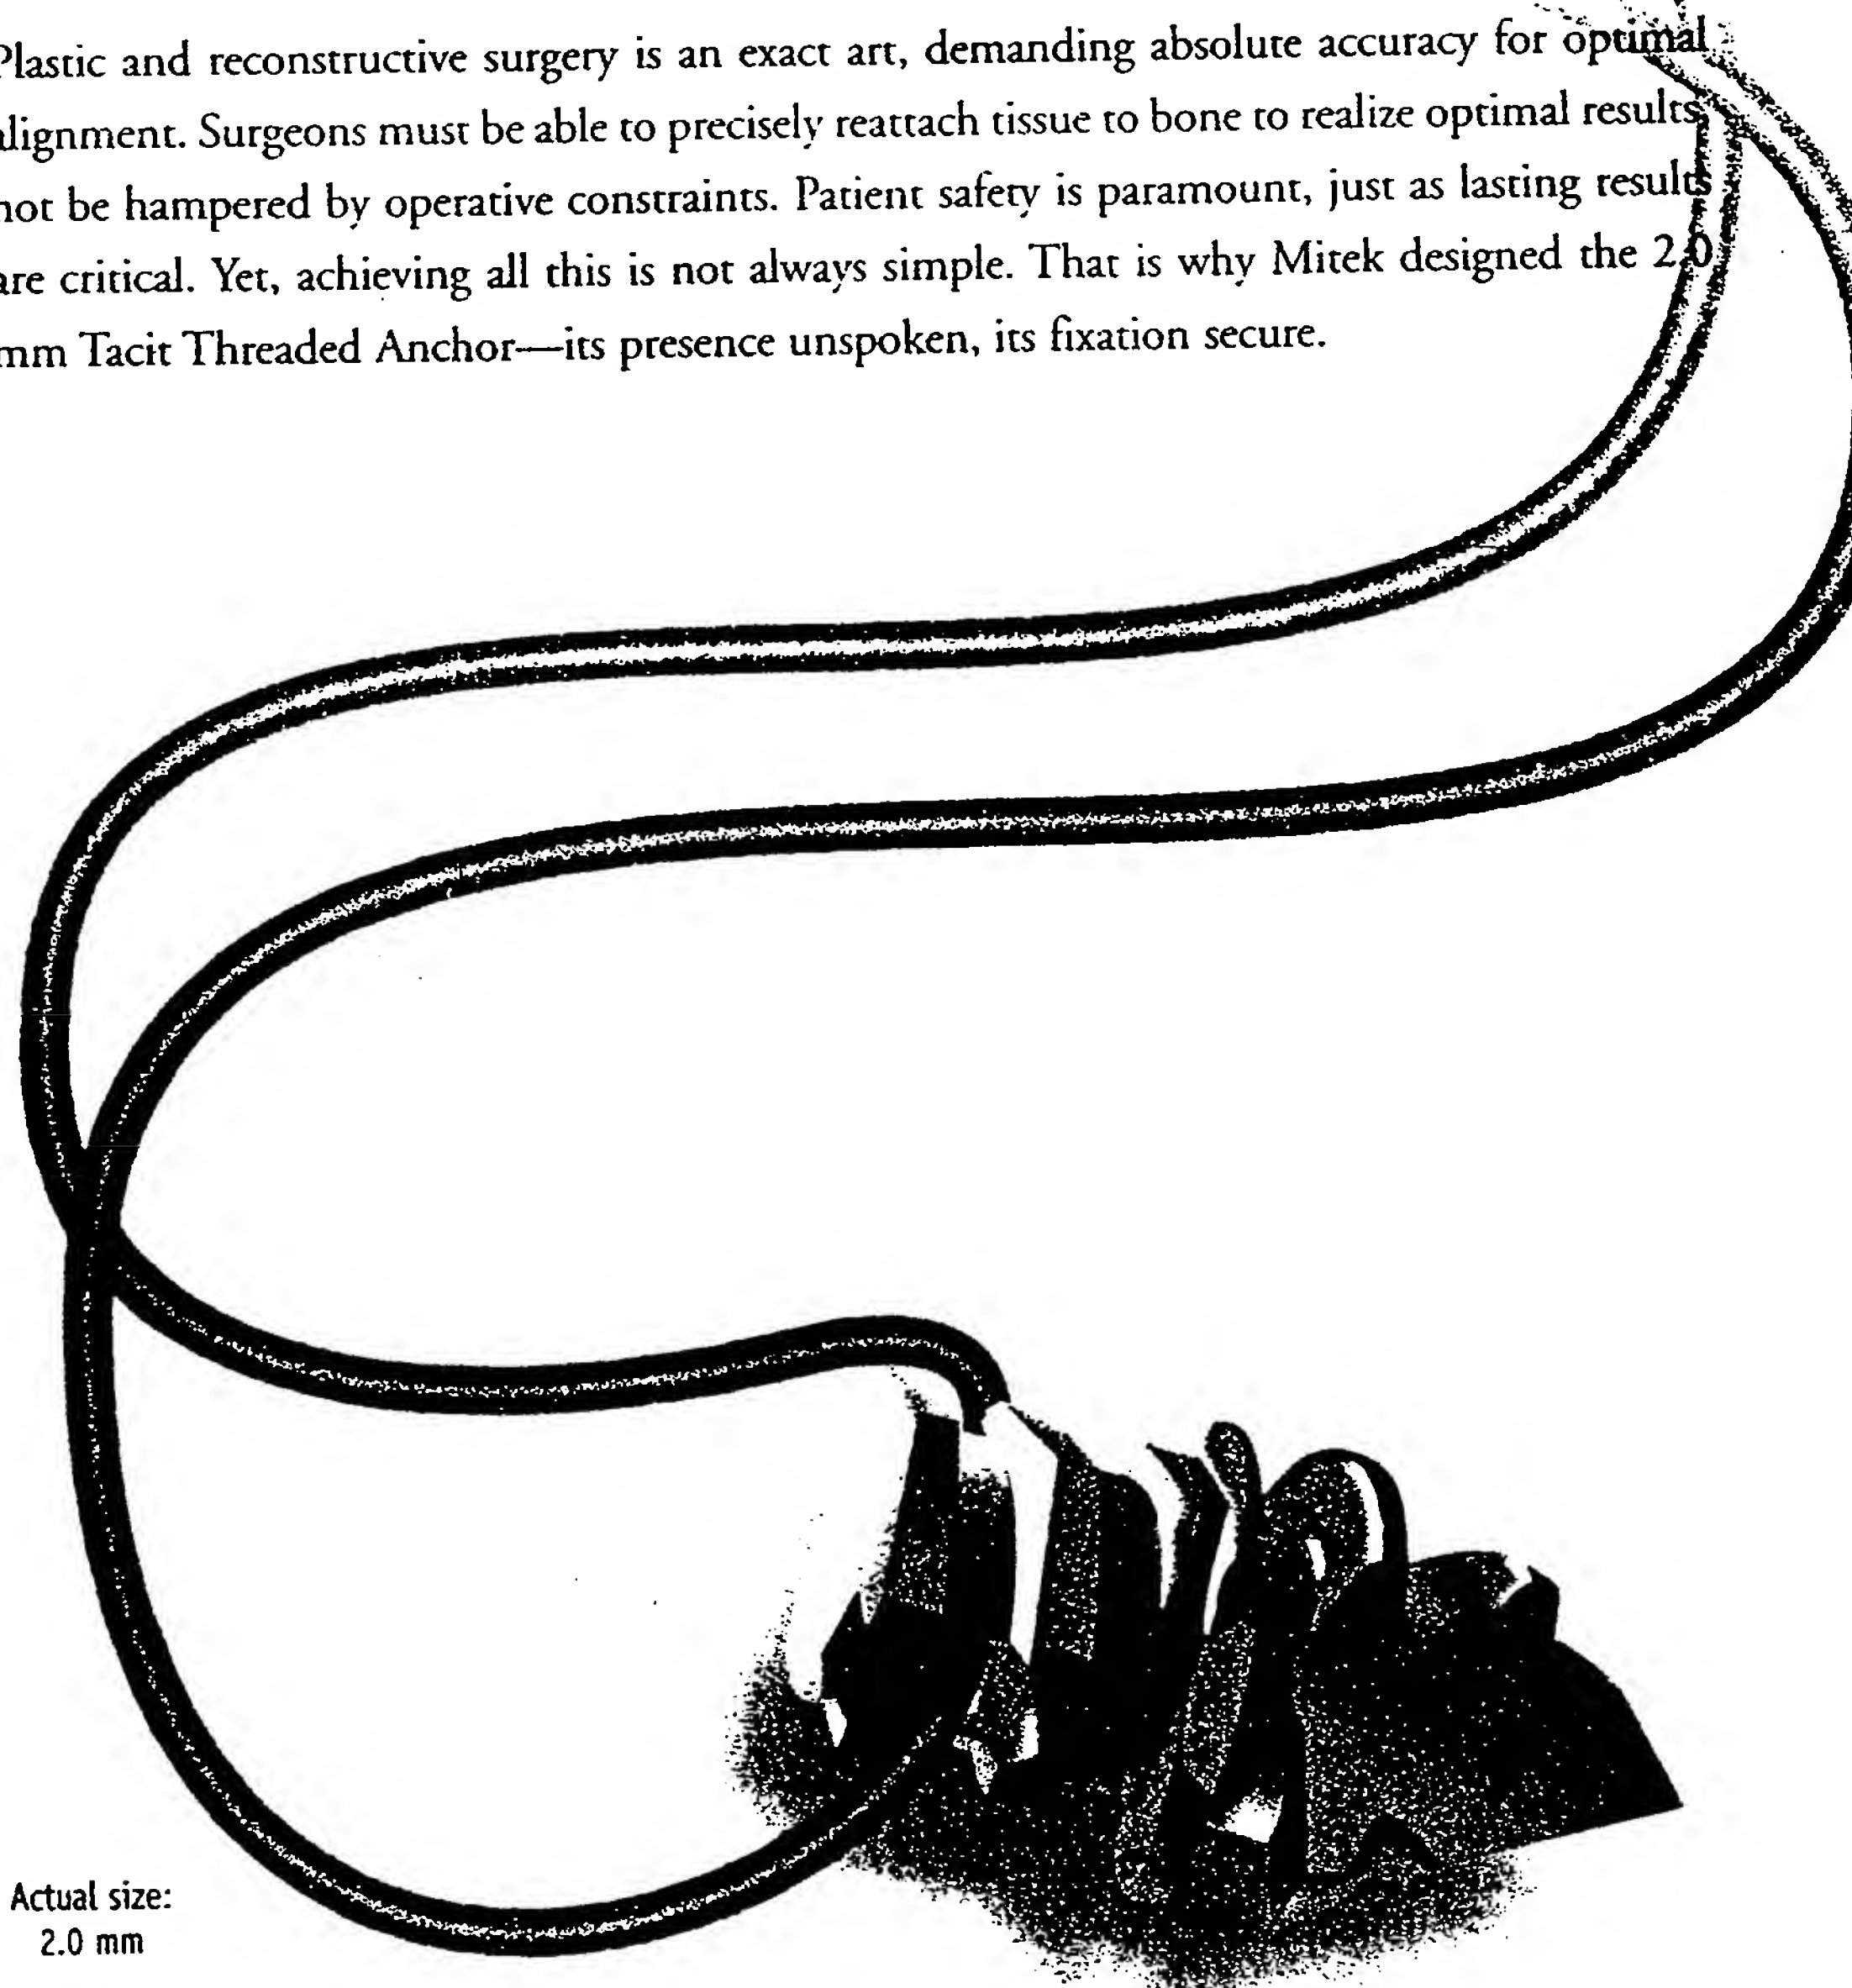 Plastic and reconstructive surgery is an exact art, demanding absolute accuracy for optimal
alignment. Surgeons must be able to precisely reattach tissue to bone to realize optimal results,
not be hampered by operative constraints. Patient safety is paramount, just as lasting results
are critical. Yet, achieving all this is not always simple. That is why Mitek designed the 2.0
mm Tacit Threaded Anchor—its presence unspoken, its fixation secure.
Actual size:
2.0 mm